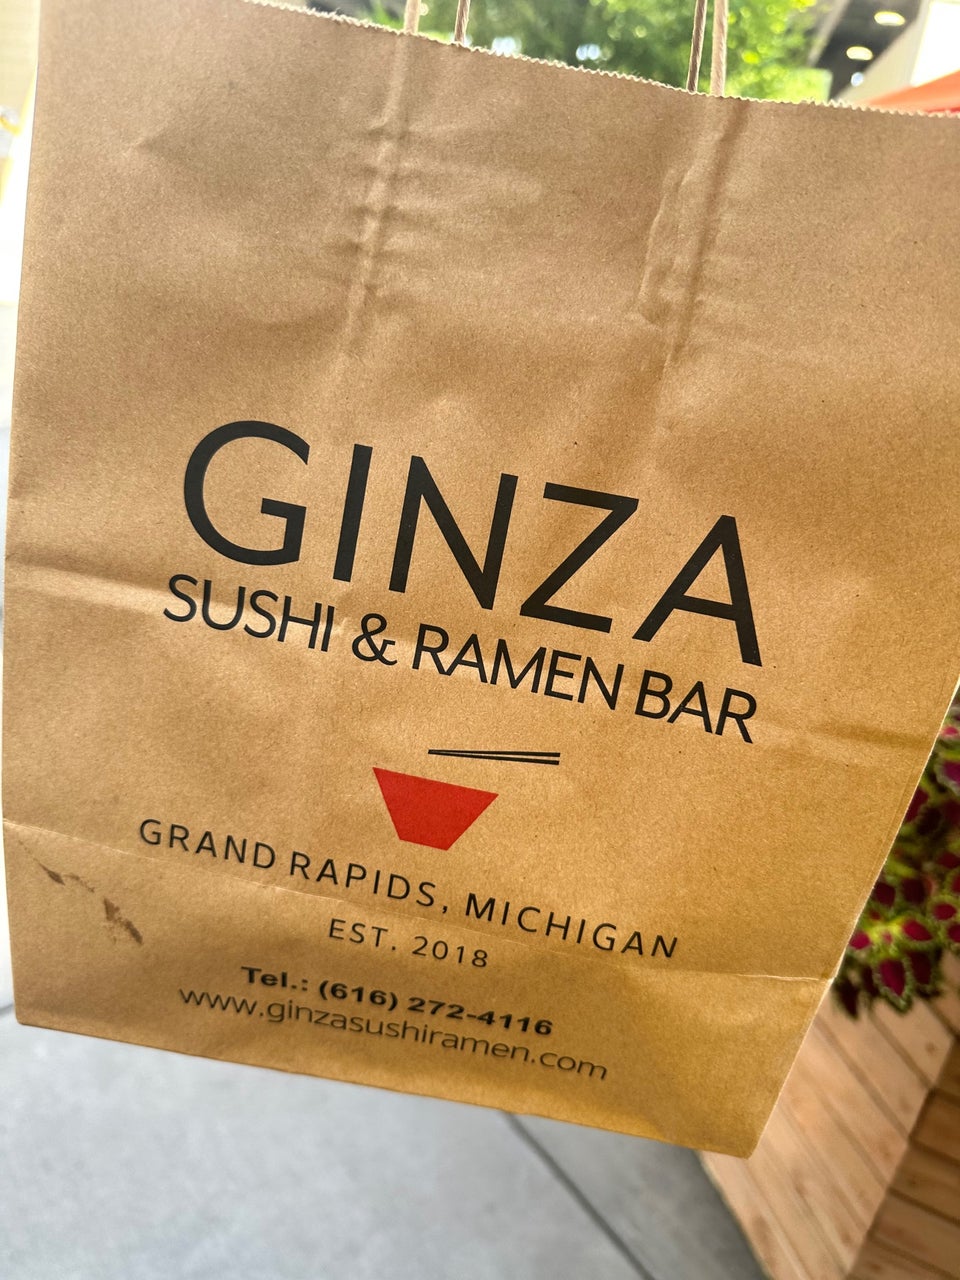 GINZA
SUSHI & RAMEN BAR
GRAND RAPIDS, MICHIGAN
EST. 2018
Tel.: (616) 272-4116
www.ginzasushiramen.com